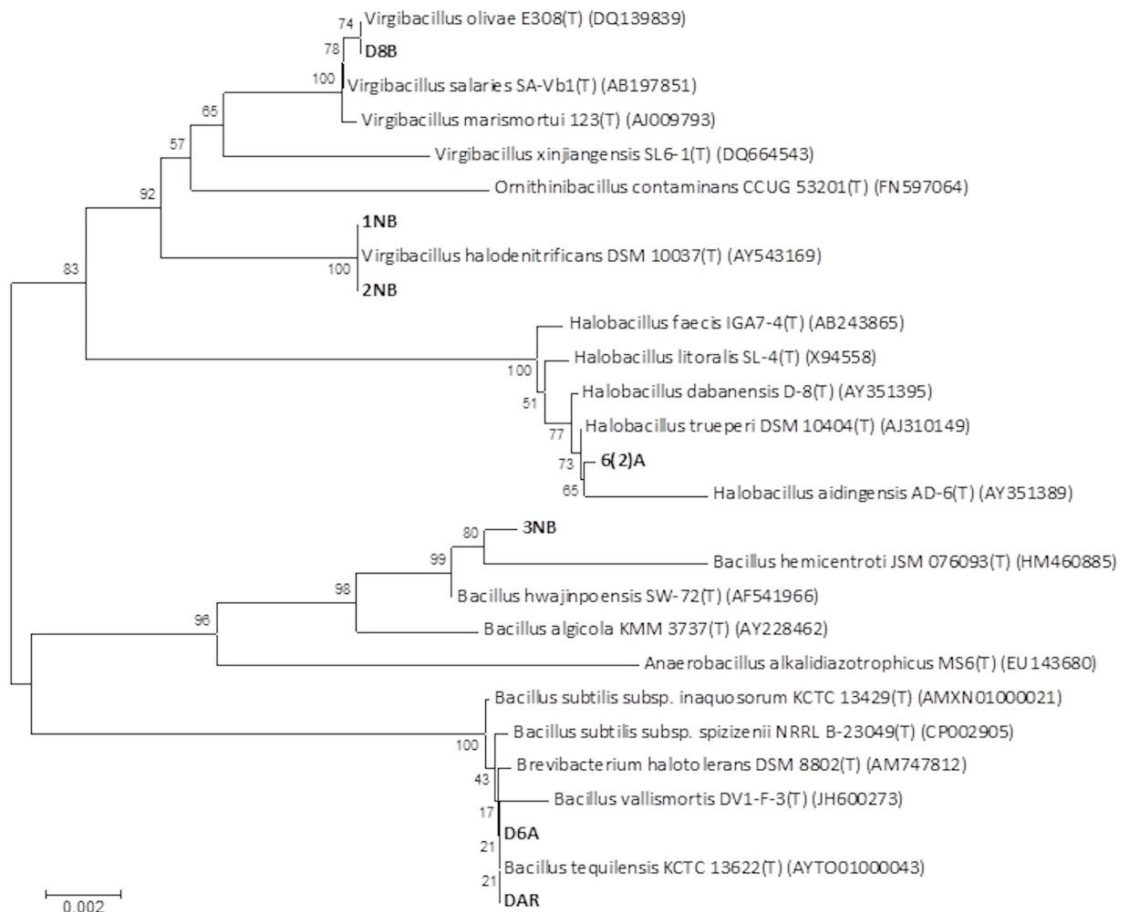 74
Virgibacillus olivae E308(T) (DQ139839)
78
D8B
100
Virgibacillus salaries SA-Vb1(T) (AB197851)
65
Virgibacillus marismortui 123(T) (AJ009793)
57
Virgibacillus xinjiangensis SL6-1(T) (DQ664543)
92
Ornithinibacillus contaminans CCUG 53201(T) (FN597064)
1NB
83
100
Virgibacillus halodenitrificans DSM 10037(T) (AY543169)
2NB
Halobacillus faecis IGA7-4(T) (AB243865)
100
Halobacillus litoralis SL-4(T) (X94558)
51
Halobacillus dabanensis D-8(T) (AY351395)
77
Halobacillus trueperi DSM 10404(T) (AJ310149)
73
6(2)A
65
Halobacillus aidingensis AD-6(T) (AY351389)
80
3NB
99
Bacillus hemicentroti JSM 076093(T) (HM460885)
98
Bacillus hwajinpoensis SW-72(T) (AF541966)
96
Bacillus algicola KMM 3737(T) (AY228462)
Anaerobacillus alkalidiazotrophicus MS6(T) (EU143680)
Bacillus subtilis subsp. inaquosorum KCTC 13429(T) (AMXN01000021)
100
Bacillus subtilis subsp. spizizenii NRRL B-23049(T) (CP002905)
43
Brevibacterium halotolerans DSM 8802(T) (AM747812)
17
Bacillus vallismortis DV1-F-3(T) (JH600273)
21
D6A
21
Bacillus tequilensis KCTC 13622(T) (AYTO01000043)
DAR
0.002